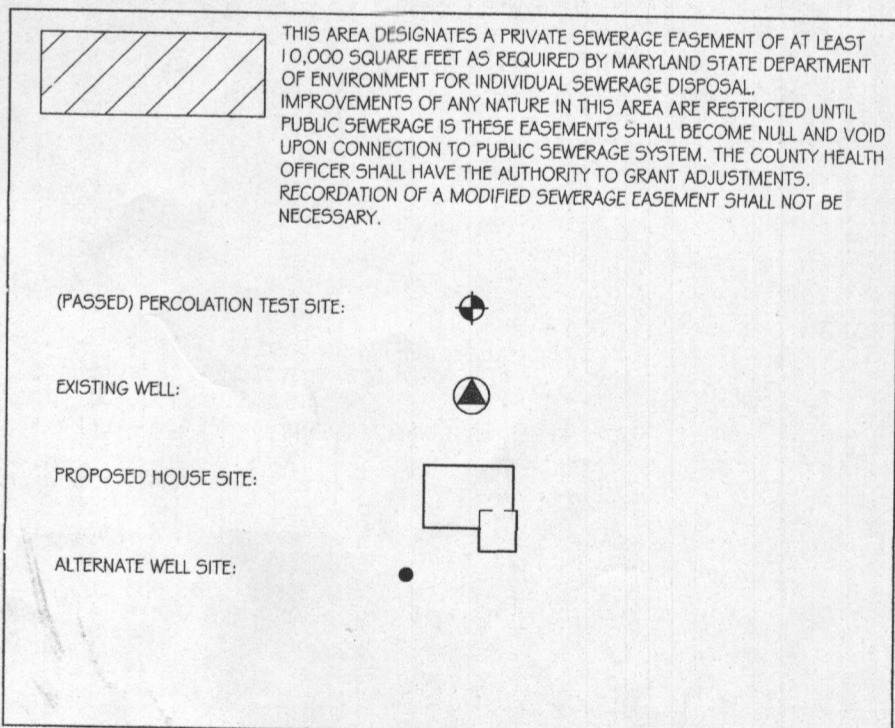 THIS AREA DESIGNATES A PRIVATE SEWERAGE EASEMENT OF AT LEAST
10,000 SQUARE FEET AS REQUIRED BY MARYLAND STATE DEPARTMENT
OF ENVIRONMENT FOR INDIVIDUAL SEWERAGE DISPOSAL.
IMPROVEMENTS OF ANY NATURE IN THIS AREA ARE RESTRICTED UNTIL
PUBLIC SEWERAGE IS THESE EASEMENTS SHALL BECOME NULL AND VOID
UPON CONNECTION TO PUBLIC SEWERAGE SYSTEM. THE COUNTY HEALTH
OFFICER SHALL HAVE THE AUTHORITY TO GRANT ADJUSTMENTS.
RECORDATION OF A MODIFIED SEWERAGE EASEMENT SHALL NOT BE
NECESSARY.
(PASSED) PERCOLATION TEST SITE:
EXISTING WELL:
PROPOSED HOUSE SITE:
ALTERNATE WELL SITE: